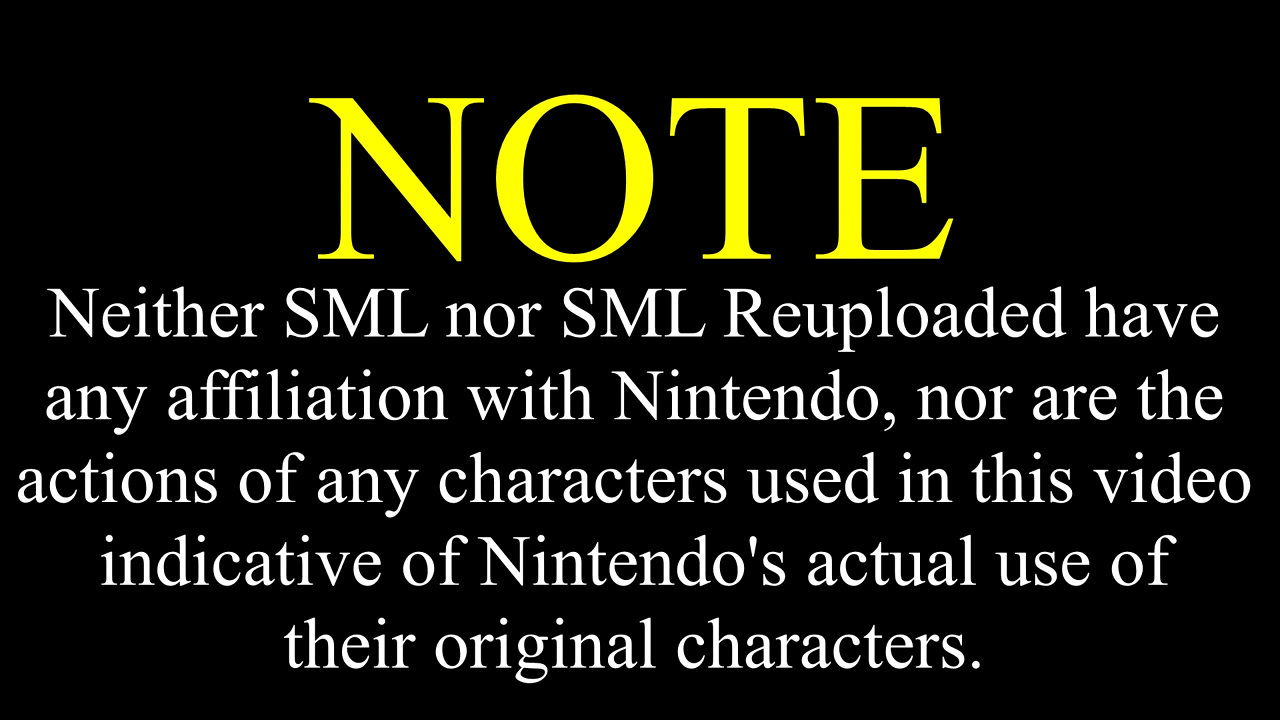 NOTE
Neither SML nor SML Reuploaded have
any affiliation with Nintendo, nor are the
actions of any characters used in this video
indicative of Nintendo's actual use of
their original characters.